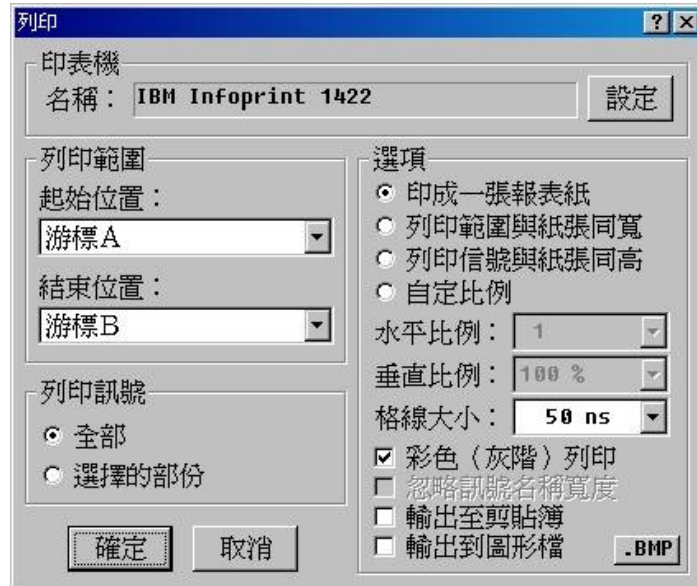 列印
印表機
名稱： IBM Infoprint 1422
設定
列印範圍
起始位置：
游標A
結束位置：
游標B
列印訊號
全部
選擇的部份
確定 取消
選項
印成一張報表紙
列印範圍與紙張同寬
列印信號與紙張同高
自定比例
水平比例： 1
垂直比例： 100 %
格線大小： 50 ns
彩色（灰階）列印
忽略訊號名稱寬度
輸出至剪貼簿
輸出到圖形檔 .BMP